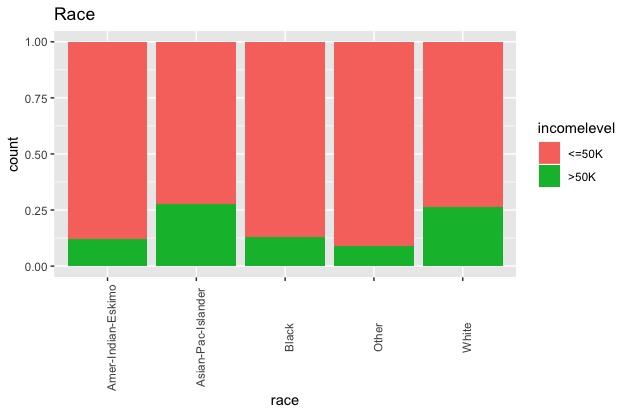 Race
1.00
0.75
0.50
0.25
0.00
count
Amer-Indian-Eskimo
Asian-Pac-Islander
Black
Other
White
race
incomelevel
<=50K
>50K